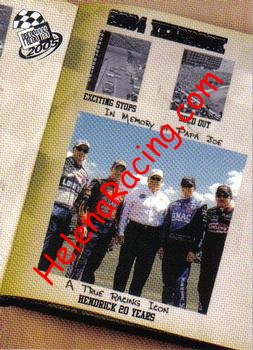 PRESS PASS
2005
2004 YEARBOOK
EXCITING STOPS
SOLD OUT
IN MEMORY PAPA JOE
HelensRacing.com
A TRUE RACING ICON
HENDRICK 20 YEARS